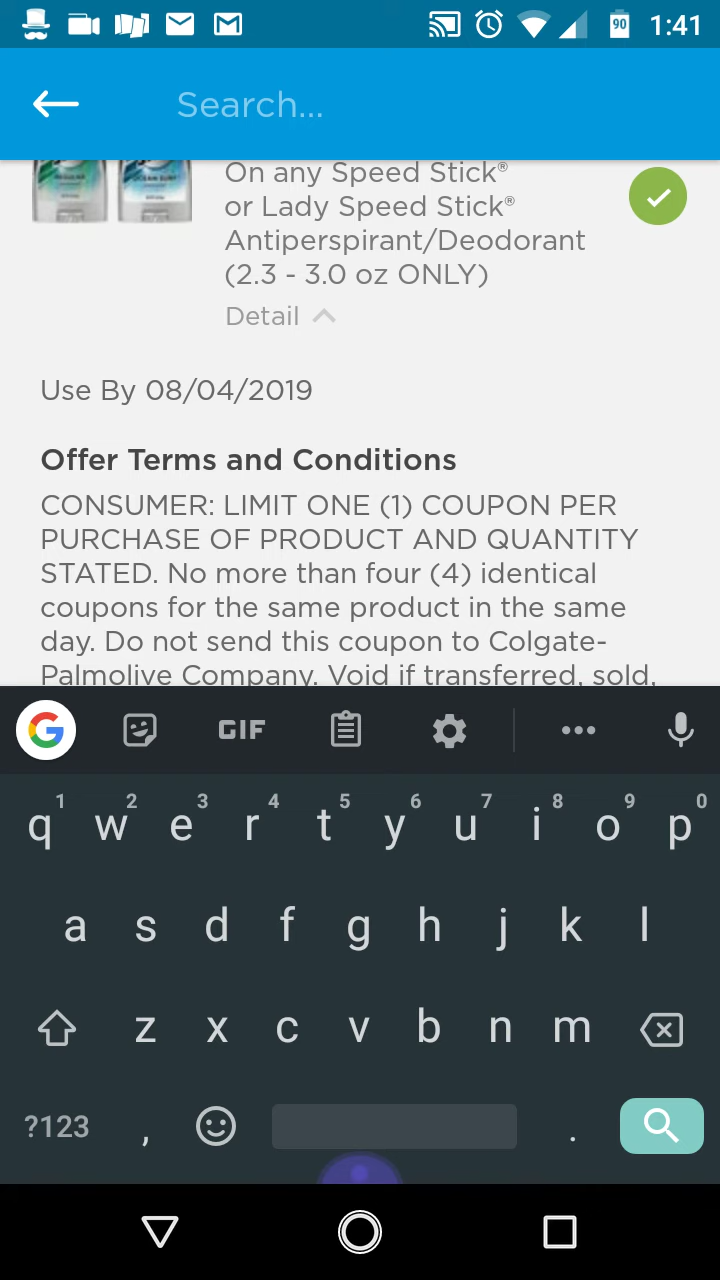 90 1:41
Search...
On any Speed Stick®
or Lady Speed Stick®
Antiperspirant/Deodorant
(2.3 - 3.0 oz ONLY)
Detail
Use By 08/04/2019
Offer Terms and Conditions
CONSUMER: LIMIT ONE (1) COUPON PER
PURCHASE OF PRODUCT AND QUANTITY
STATED. No more than four (4) identical
coupons for the same product in the same
day. Do not send this coupon to Colgate-
Palmolive Company. Void if transferred, sold,
G GIF
1 2 3 4 5 6 7 8 9 0
q w e r t y u i o p
a s d f g h j k l
z x c v b n m
?123 , .